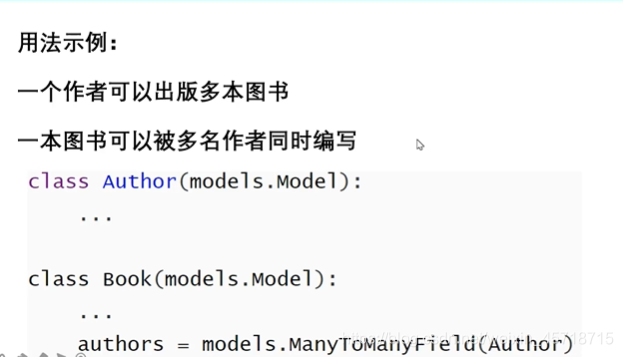 用法示例：
一个作者可以出版多本图书
一本图书可以被多名作者同时编写
class Author(models.Model):
...
class Book(models.Model):
...
authors = models.ManyToManyField(Author)